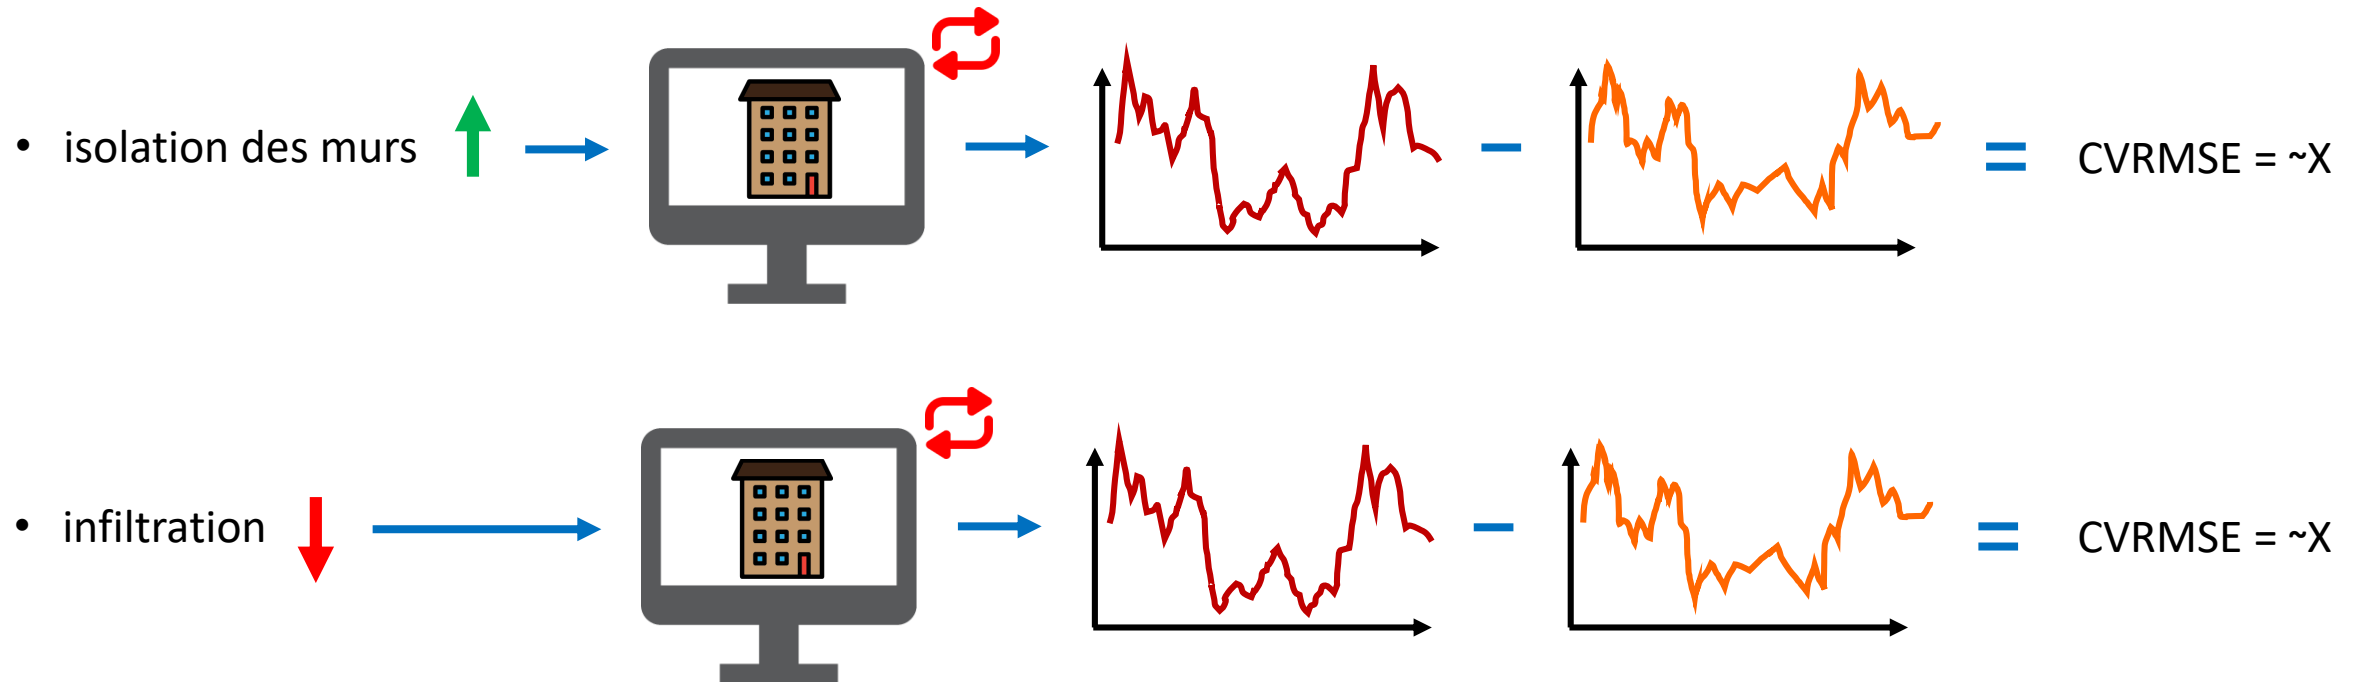 • isolation des murs
CVRMSE = ~X
• infiltration
CVRMSE = ~X